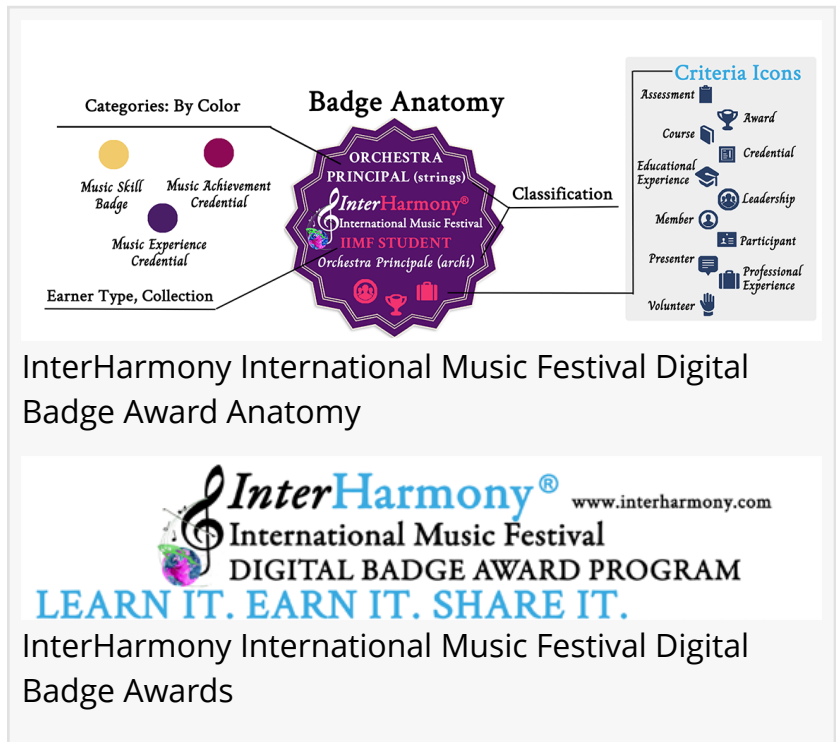 Categories: By Color
Badge Anatomy
Music Skill
Badge
Music Achievement
Credential
Music Experience
Credential
Earner Type, Collection
ORCHESTRA
PRINCIPAL (strings)
InterHarmony®
International Music Festival
IIMF STUDENT
Orchestra Principale (archi)
Classification
Criteria Icons
Assessment
Award
Course
Credential
Educational
Experience
Leadership
Member
Participant
Presenter
Professional
Experience
Volunteer
InterHarmony International Music Festival Digital
Badge Award Anatomy
InterHarmony® www.interharmony.com
International Music Festival
DIGITAL BADGE AWARD PROGRAM
LEARN IT. EARN IT. SHARE IT.
InterHarmony International Music Festival Digital
Badge Awards